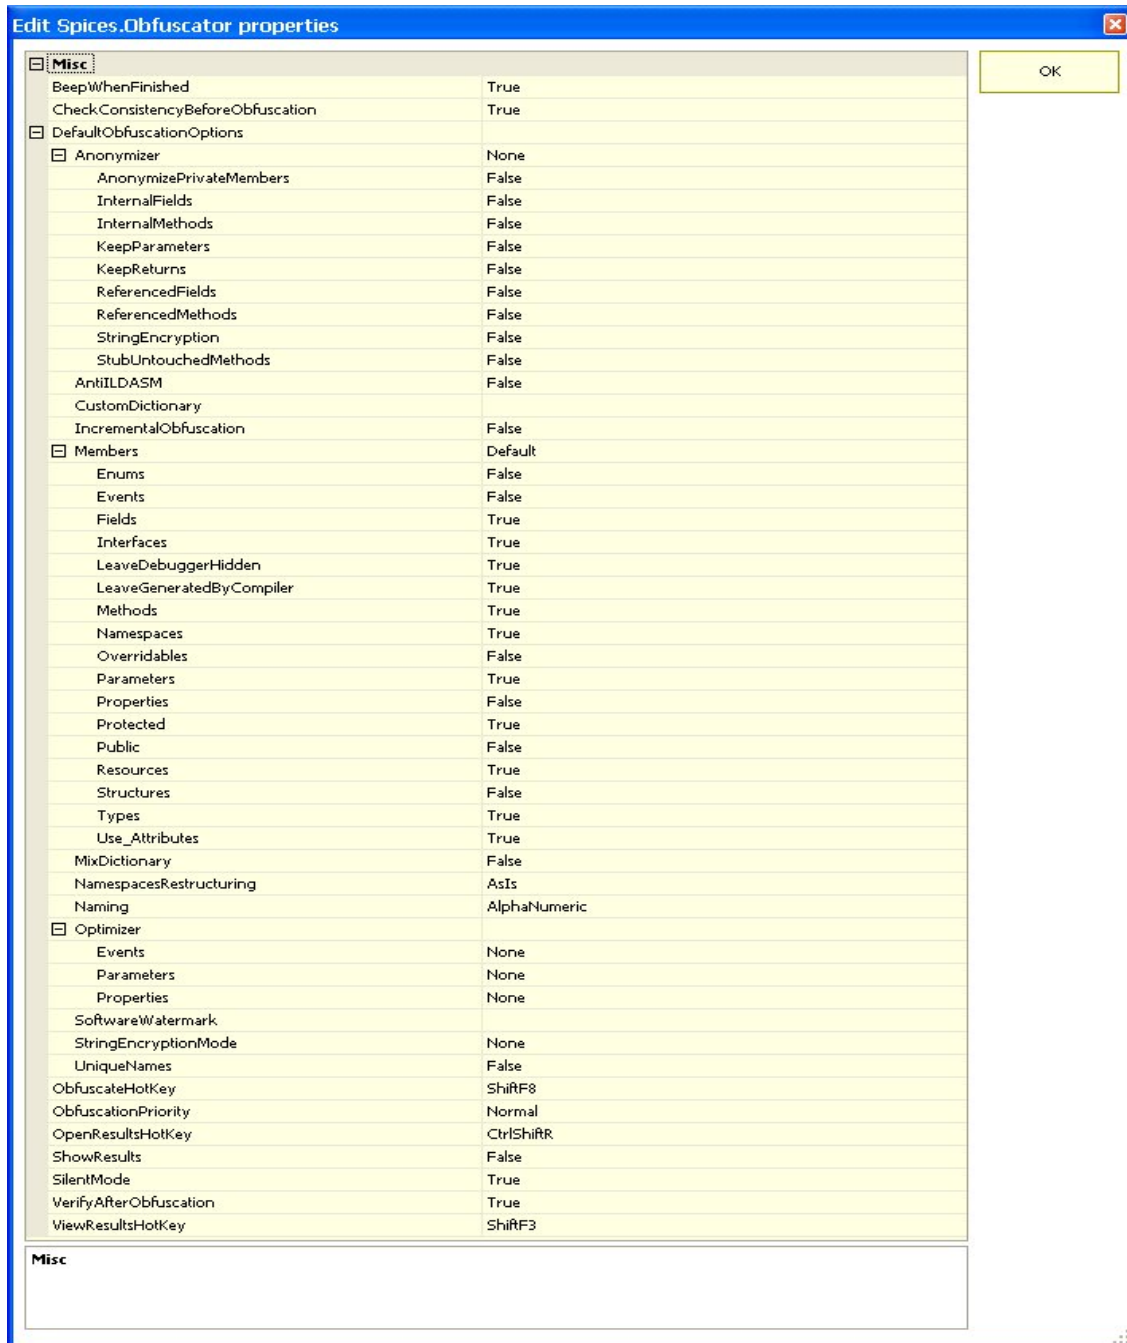 Edit Spices.Obfuscator properties
Misc
OK
BeepWhenFinished True
CheckConsistencyBeforeObfuscation True
DefaultObfuscationOptions
Anonymizer None
AnonymizePrivateMembers False
InternalFields False
InternalMethods False
KeepParameters False
KeepReturns False
ReferencedFields False
ReferencedMethods False
StringEncryption False
StubUntouchedMethods False
AntiILDASM False
CustomDictionary
IncrementalObfuscation False
Members Default
Enums False
Events False
Fields True
Interfaces True
LeaveDebuggerHidden True
LeaveGeneratedByCompiler True
Methods True
Namespaces True
Overridables False
Parameters True
Properties False
Protected True
Public False
Resources True
Structures False
Types True
Use_Attributes True
MixDictionary False
NamespacesRestructuring AsIs
Naming AlphaNumeric
Optimizer
Events None
Parameters None
Properties None
SoftwareWatermark
StringEncryptionMode None
UniqueNames False
ObfuscateHotKey ShiftF8
ObfuscationPriority Normal
OpenResultsHotKey CtrlShiftR
ShowResults False
SilentMode True
VerifyAfterObfuscation True
ViewResultsHotKey ShiftF3
Misc